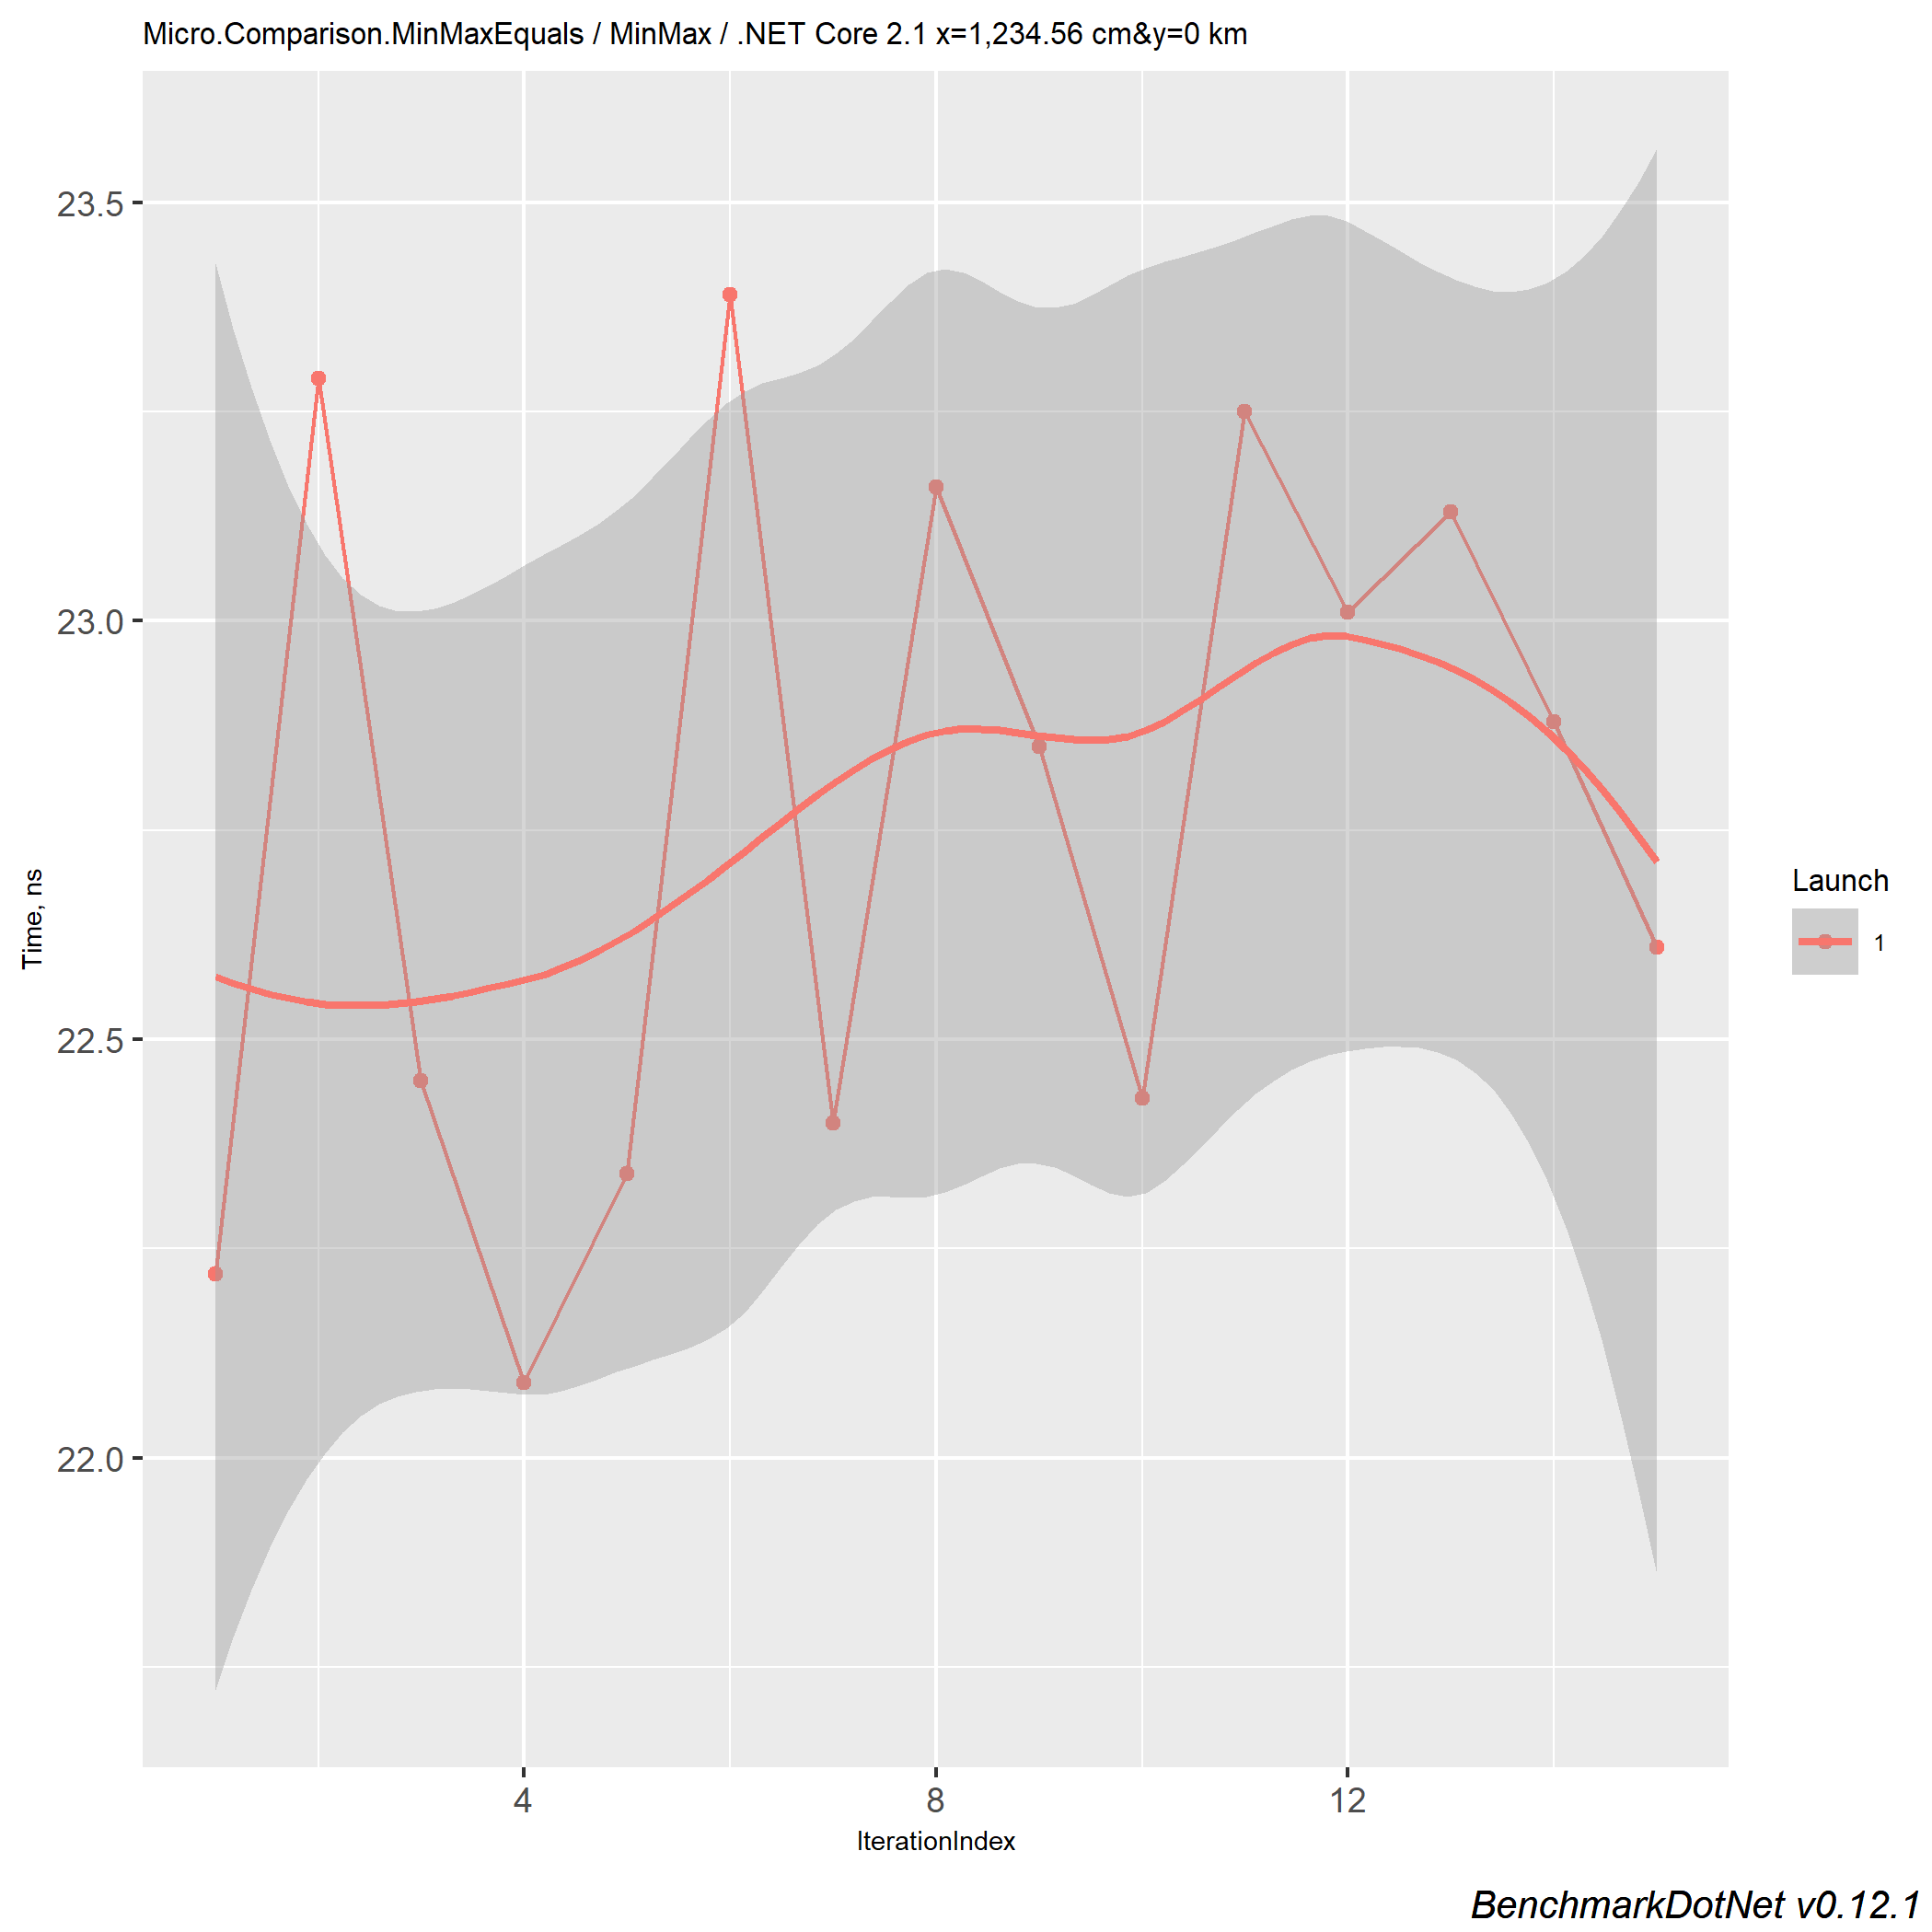 Micro.Comparison.MinMaxEquals / MinMax / .NET Core 2.1 x=1,234.56 cm&y=0 km
23.5
23.0
22.5
22.0
Time, ns
4 8 12
IterationIndex
Launch
1
BenchmarkDotNet v0.12.1